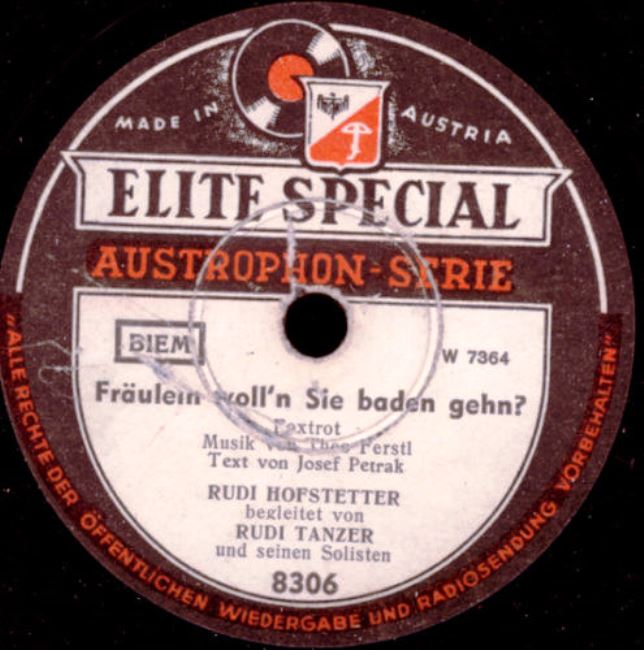 MADE IN AUSTRIA
ELITE SPECIAL
AUSTROPHON-SERIE
BIEM
W 7364
Fräulein woll'n Sie baden gehn?
Foxtrot
Musik von Theo Ferstl
Text von Josef Petrak
RUDI HOFSTETTER
begleitet von
RUDI TANZER
und seinen Solisten
8306
„ALLE RECHTE DER ÖFFENTLICHEN WIEDERGABE UND RADIOSENDUNG VORBEHALTEN"